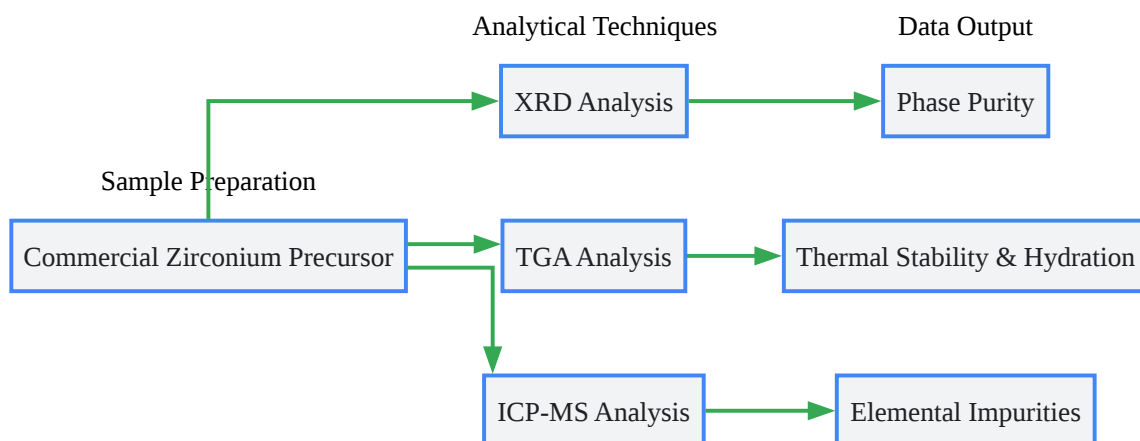 Analytical Techniques
Data Output
XRD Analysis
Phase Purity
Sample Preparation
Commercial Zirconium Precursor
TGA Analysis
Thermal Stability & Hydration
ICP-MS Analysis
Elemental Impurities